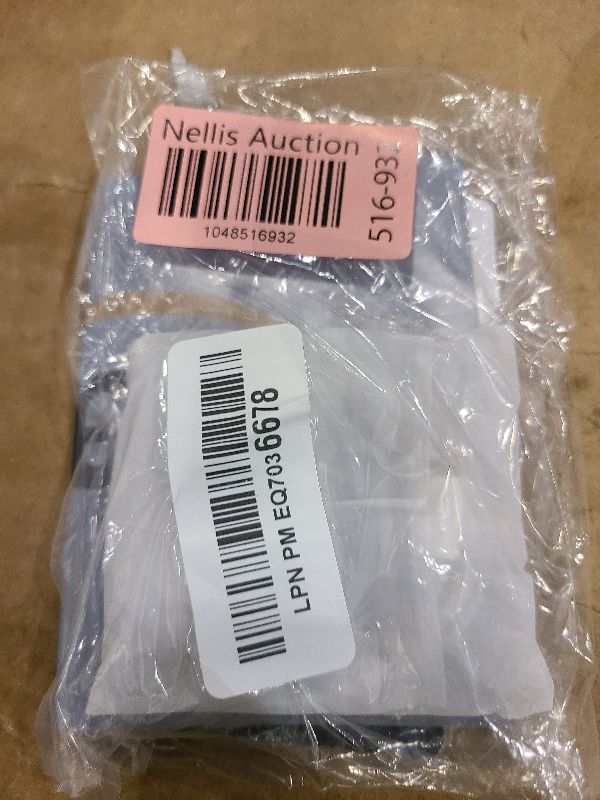 Nellis Auction
1048516932
516-932
LPN PM EQ7036678